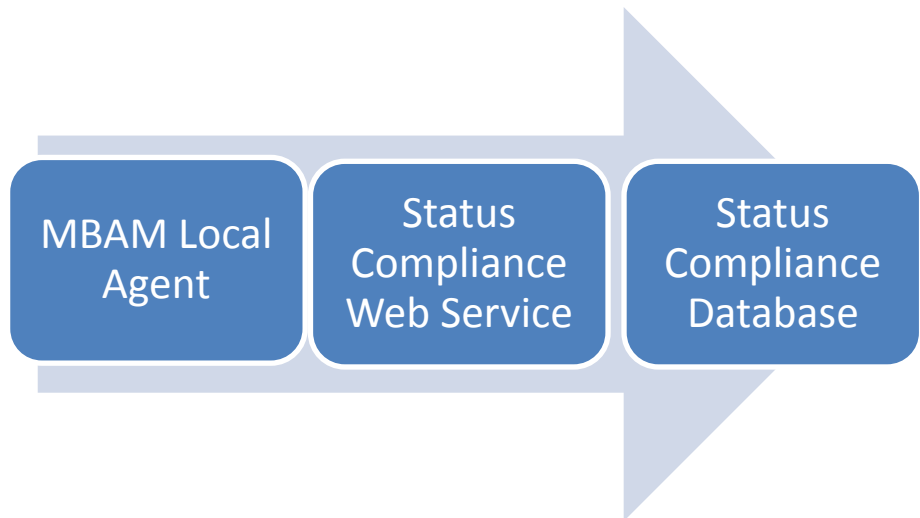 MBAM Local
Agent
Status
Compliance
Web Service
Status
Compliance
Database